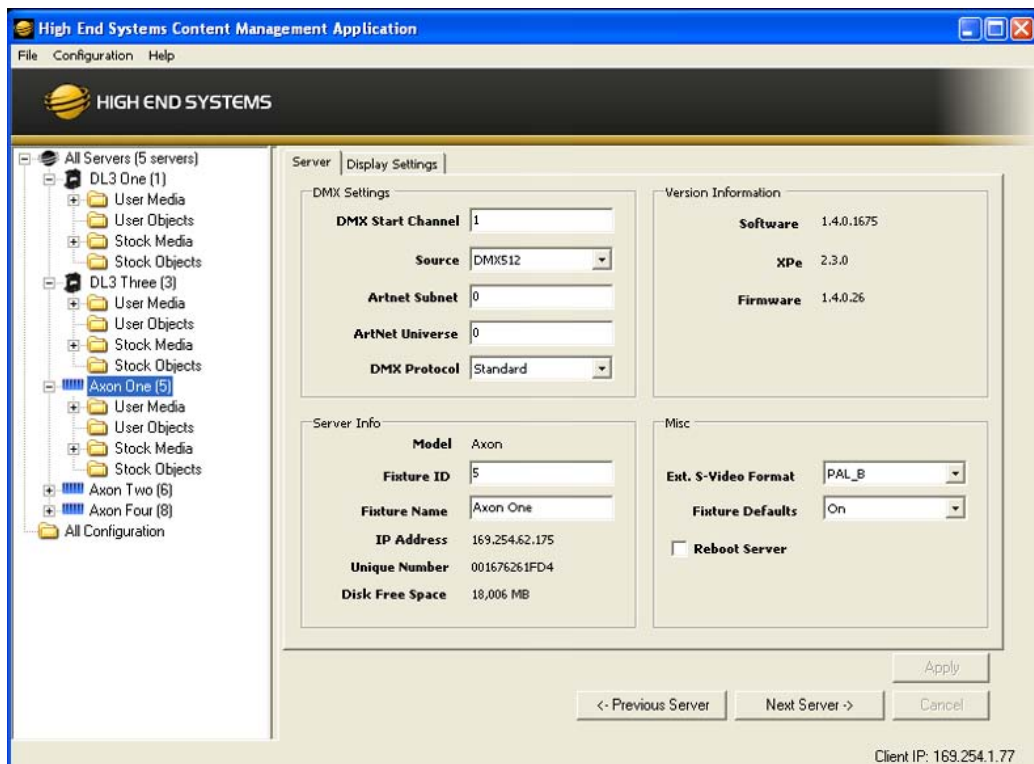 High End Systems Content Management Application
File Configuration Help
HIGH END SYSTEMS
All Servers (5 servers)
DL3 One (1)
User Media
User Objects
Stock Media
Stock Objects
DL3 Three (3)
User Media
User Objects
Stock Media
Stock Objects
Axon One (5)
User Media
User Objects
Stock Media
Stock Objects
Axon Two (6)
Axon Four (8)
All Configuration
Server Display Settings
DMX Settings
DMX Start Channel 1
Source DMX512
Artnet Subnet 0
ArtNet Universe 0
DMX Protocol Standard
Version Information
Software 1.4.0.1675
XPe 2.3.0
Firmware 1.4.0.26
Server Info
Model Axon
Fixture ID 5
Fixture Name Axon One
IP Address 169.254.62.175
Unique Number 001676261FD4
Disk Free Space 18,006 MB
Misc
Ext. S-Video Format PAL_B
Fixture Defaults On
Reboot Server
Apply
<- Previous Server Next Server -> Cancel
Client IP: 169.254.1.77